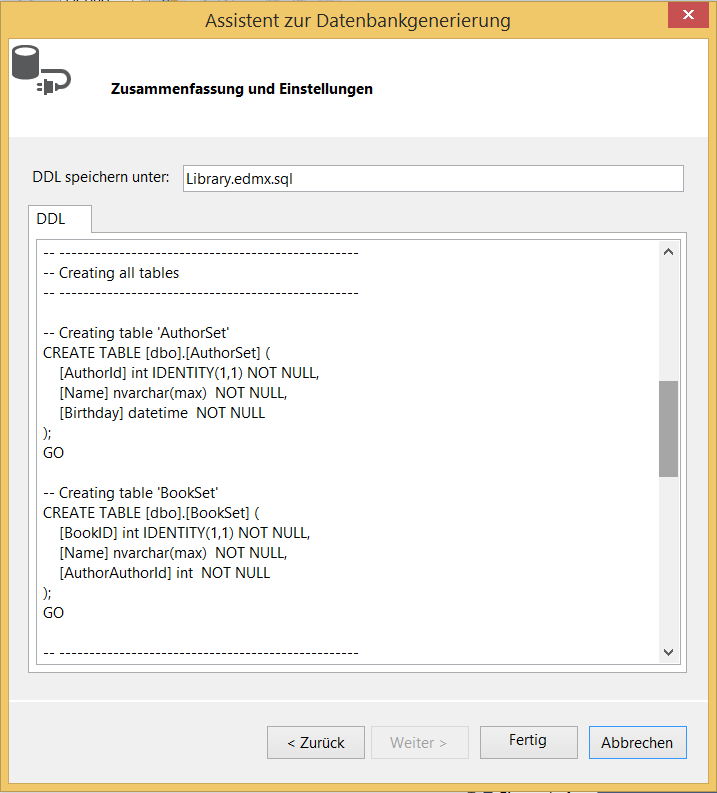 Assistent zur Datenbankgenerierung
Zusammenfassung und Einstellungen
DDL speichern unter:
Library.edmx.sql
DDL
-- --------------------------------------------------
-- Creating all tables
-- --------------------------------------------------
-- Creating table 'AuthorSet'
CREATE TABLE [dbo].[AuthorSet] (
[AuthorId] int IDENTITY(1,1) NOT NULL,
[Name] nvarchar(max)  NOT NULL,
[Birthday] datetime  NOT NULL
);
GO
-- Creating table 'BookSet'
CREATE TABLE [dbo].[BookSet] (
[BookID] int IDENTITY(1,1) NOT NULL,
[Name] nvarchar(max)  NOT NULL,
[AuthorAuthorId] int  NOT NULL
);
GO
-- --------------------------------------------------
< Zurück
Weiter >
Fertig
Abbrechen